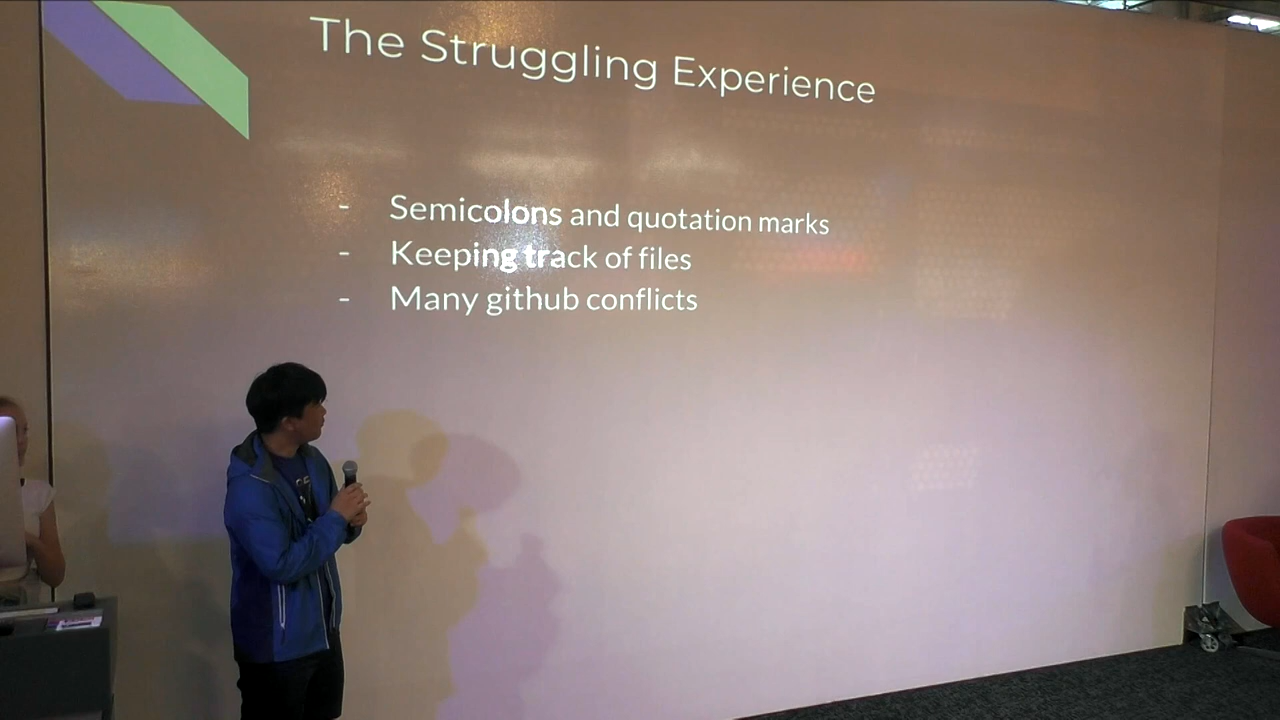 The Struggling Experience
- Semicolons and quotation marks
- Keeping track of files
- Many github conflicts